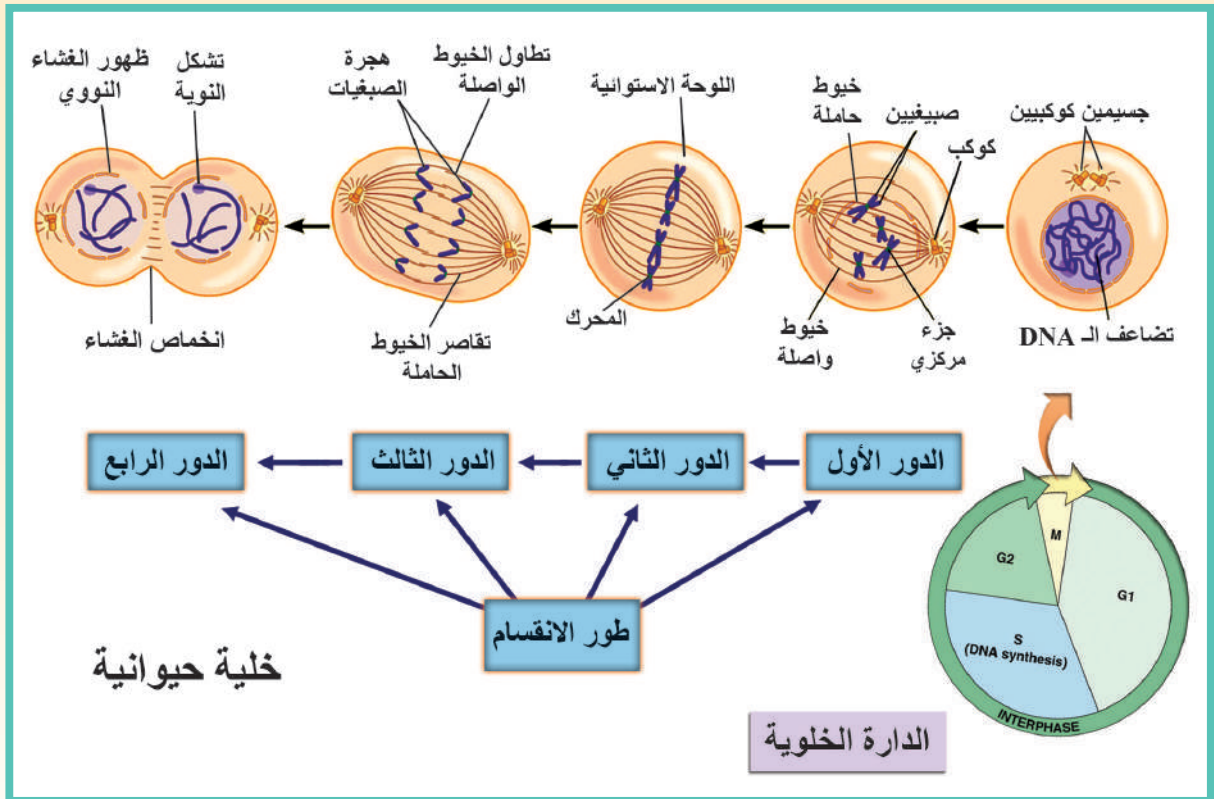 جسيمين كوكبيين
تضاعف الـ DNA
خيوط
حاملة
صبيغيين
كوكب
خيوط
واصلة
جزء
مركزي
اللوحة الاستوائية
المحرك
تطاول الخيوط
الواصلة
هجرة
الصبغيات
تقاصر الخيوط
الحاملة
تشكل
النوية
ظهور الغشاء
النووي
انخماص الغشاء
الدور الأول
الدور الثاني
الدور الثالث
الدور الرابع
طور الانقسام
M
G2
G1
S
(DNA synthesis)
INTERPHASE
خلية حيوانية
الدارة الخلوية